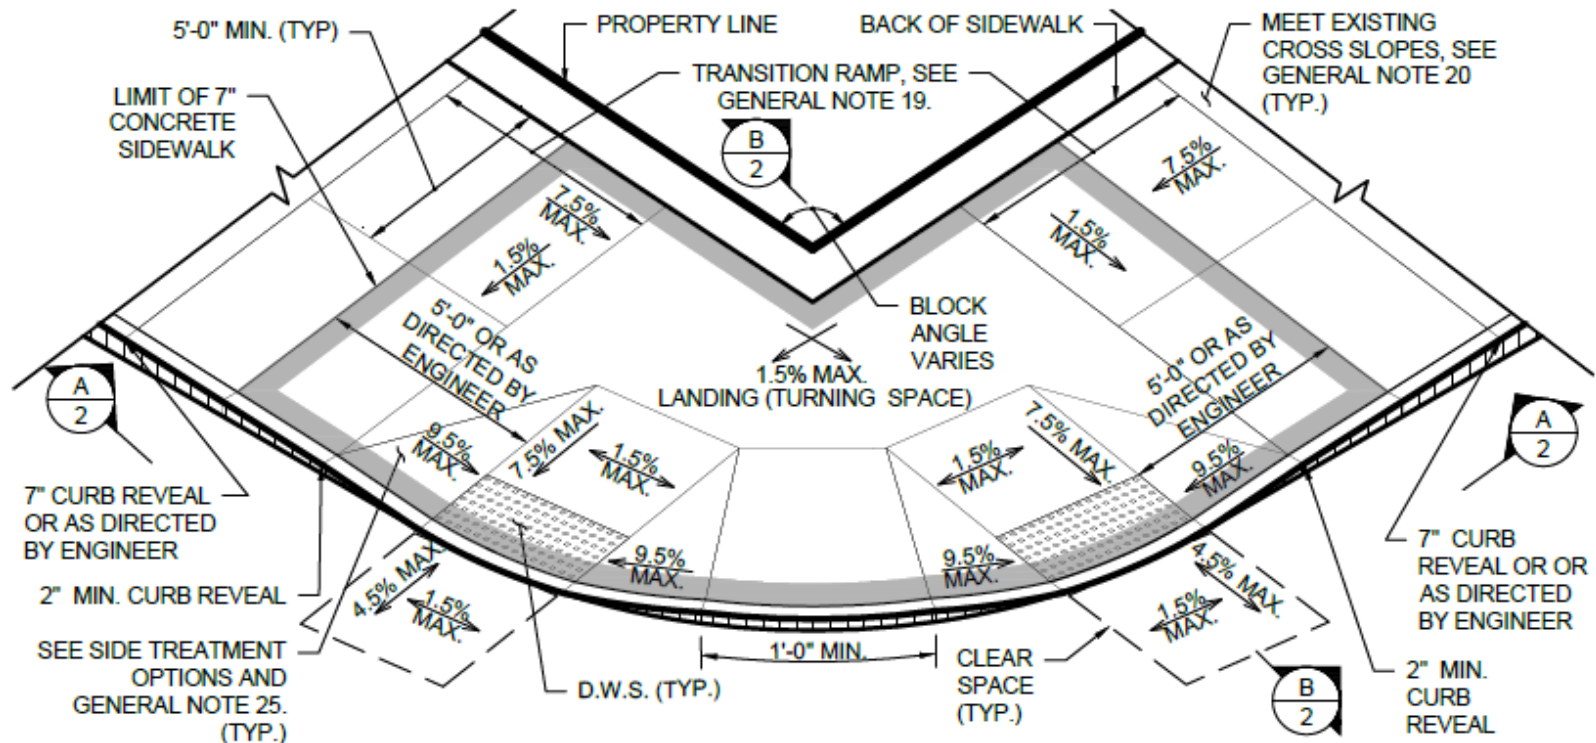 5'-0" MIN. (TYP)
PROPERTY LINE
BACK OF SIDEWALK
MEET EXISTING
CROSS SLOPES, SEE
GENERAL NOTE 20
(TYP.)
LIMIT OF 7"
CONCRETE
SIDEWALK
TRANSITION RAMP, SEE
GENERAL NOTE 19.
B
2
7.5%
MAX.
1.5%
MAX.
7.5%
MAX.
1.5%
MAX.
5'-0" OR AS
DIRECTED BY
ENGINEER
BLOCK
ANGLE
VARIES
5'-0" OR AS
DIRECTED BY
ENGINEER
1.5% MAX.
LANDING (TURNING SPACE)
A
2
A
2
9.5%
MAX.
7.5% MAX.
1.5%
MAX.
1.5%
MAX.
7.5% MAX.
9.5%
MAX.
7" CURB REVEAL
OR AS DIRECTED
BY ENGINEER
9.5%
MAX.
9.5%
MAX.
7" CURB
REVEAL OR OR
AS DIRECTED
BY ENGINEER
2" MIN. CURB REVEAL
4.5% MAX.
1.5%
MAX.
4.5% MAX.
1.5%
MAX.
SEE SIDE TREATMENT
OPTIONS AND
GENERAL NOTE 25.
(TYP.)
D.W.S. (TYP.)
1'-0" MIN.
CLEAR
SPACE
(TYP.)
B
2
2" MIN.
CURB
REVEAL